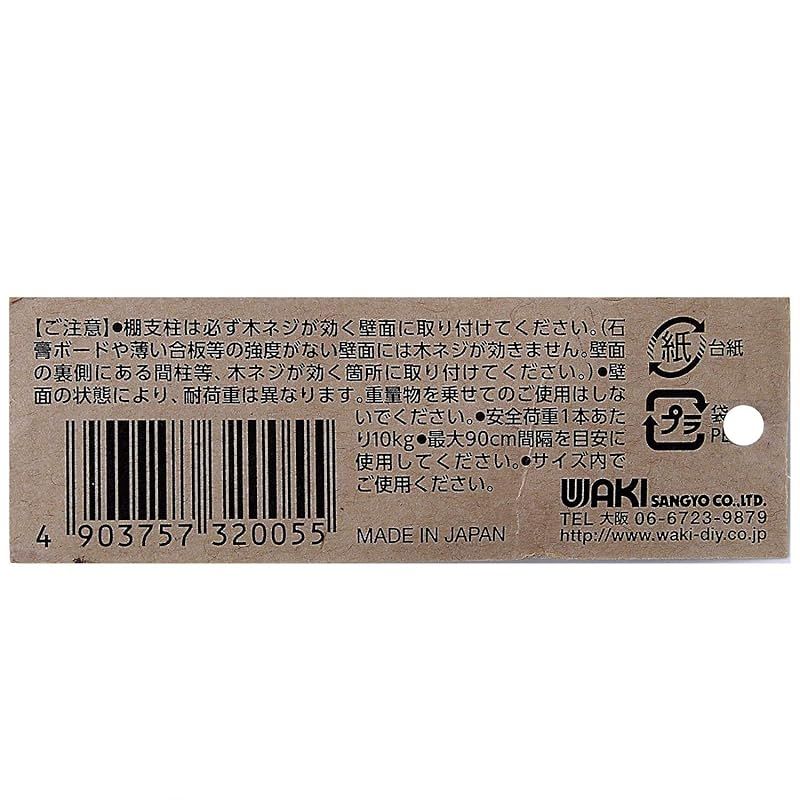 【ご注意】●棚支柱は必ず木ネジが効く壁面に取り付けてください。(石
膏ボードや薄い合板等の強度がない壁面には木ネジが効きません。壁面
の裏側にある間柱等、木ネジが効く箇所に取り付けてください。)●壁
面の状態により、耐荷重は異なります。重量物を乗せてのご使用はし
ないでください。●安全荷重1本あた
り10kg●最大90cm間隔を目安に
使用してください。●サイズ内で
ご使用ください。
4 903757 320055
MADE IN JAPAN
紙 台紙
プラ 袋
WAKI SANGYO CO.,LTD.
TEL 大阪 06-6723-9879
http://www.waki-diy.co.jp